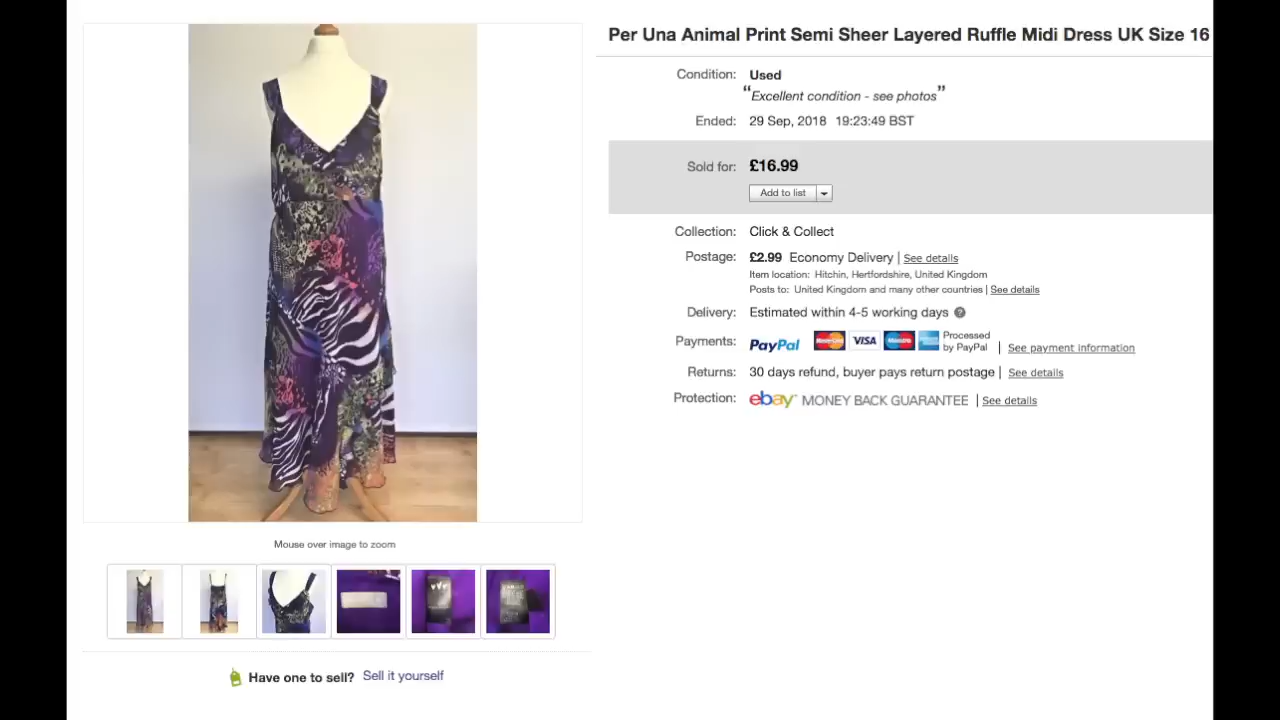 Per Una Animal Print Semi Sheer Layered Ruffle Midi Dress UK Size 16
Condition: Used
“Excellent condition - see photos”
Ended: 29 Sep, 2018 19:23:49 BST
Sold for: £16.99
Add to list
Collection: Click & Collect
Postage: £2.99 Economy Delivery | See details
Item location: Hitchin, Hertfordshire, United Kingdom
Posts to: United Kingdom and many other countries | See details
Delivery: Estimated within 4-5 working days ?
Payments: PayPal MasterCard VISA Maestro Processed by PayPal | See payment information
Returns: 30 days refund, buyer pays return postage | See details
Protection: ebay MONEY BACK GUARANTEE | See details
Mouse over image to zoom
Have one to sell? Sell it yourself